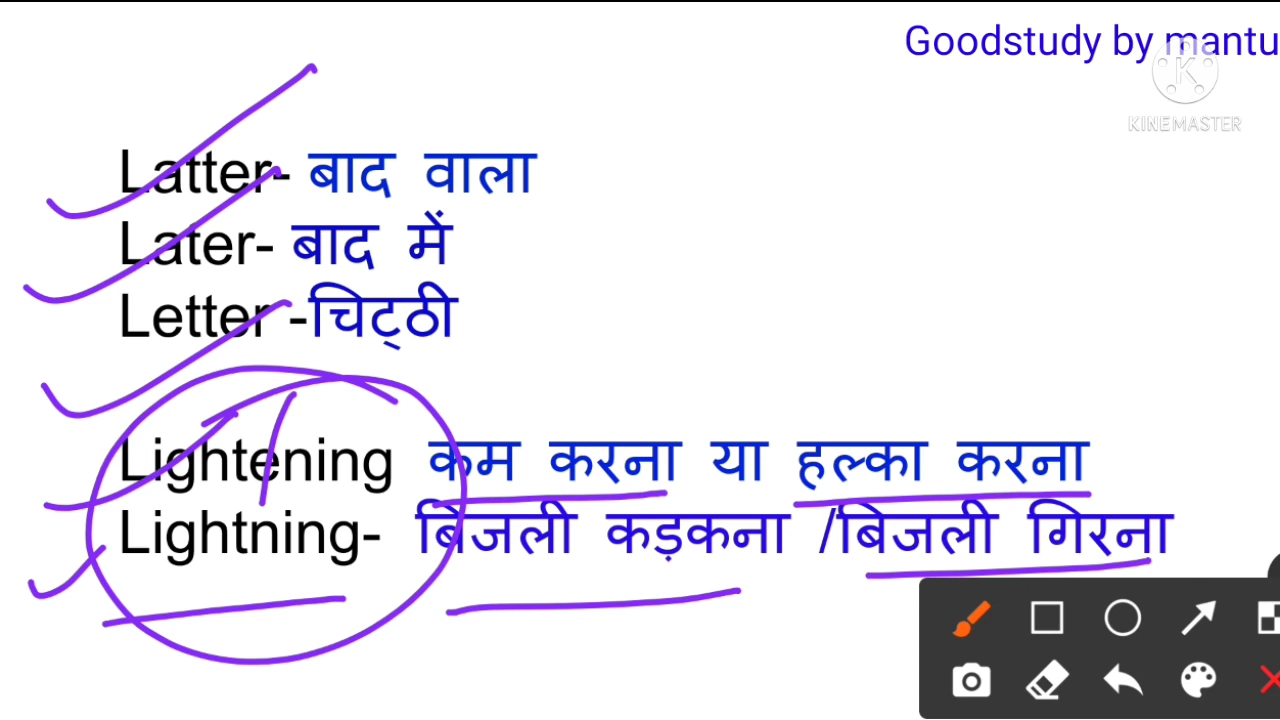 Goodstudy by mantu
KINEMASTER
Latter- बाद वाला
Later- बाद में
Letter -चिट्ठी
Lightening कम करना या हल्का करना
Lightning- बिजली कड़कना /बिजली गिरना